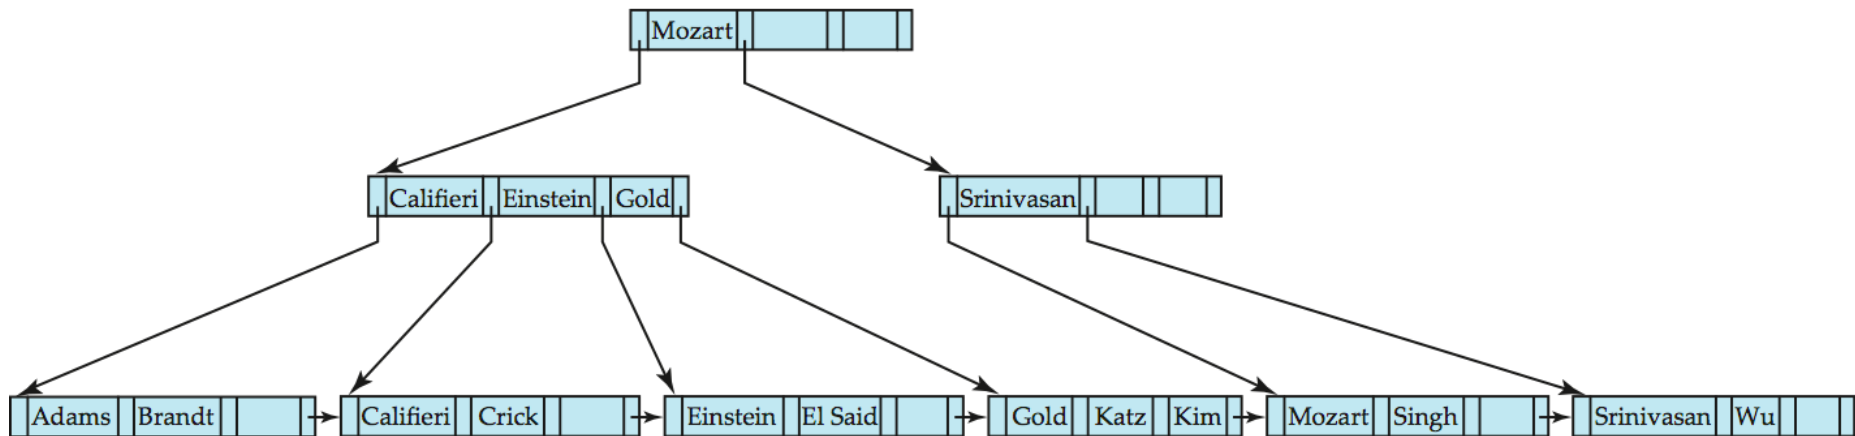 Mozart
Califieri Einstein Gold Srinivasan
Adams Brandt Califieri Crick Einstein El Said Gold Katz Kim Mozart Singh Srinivasan Wu